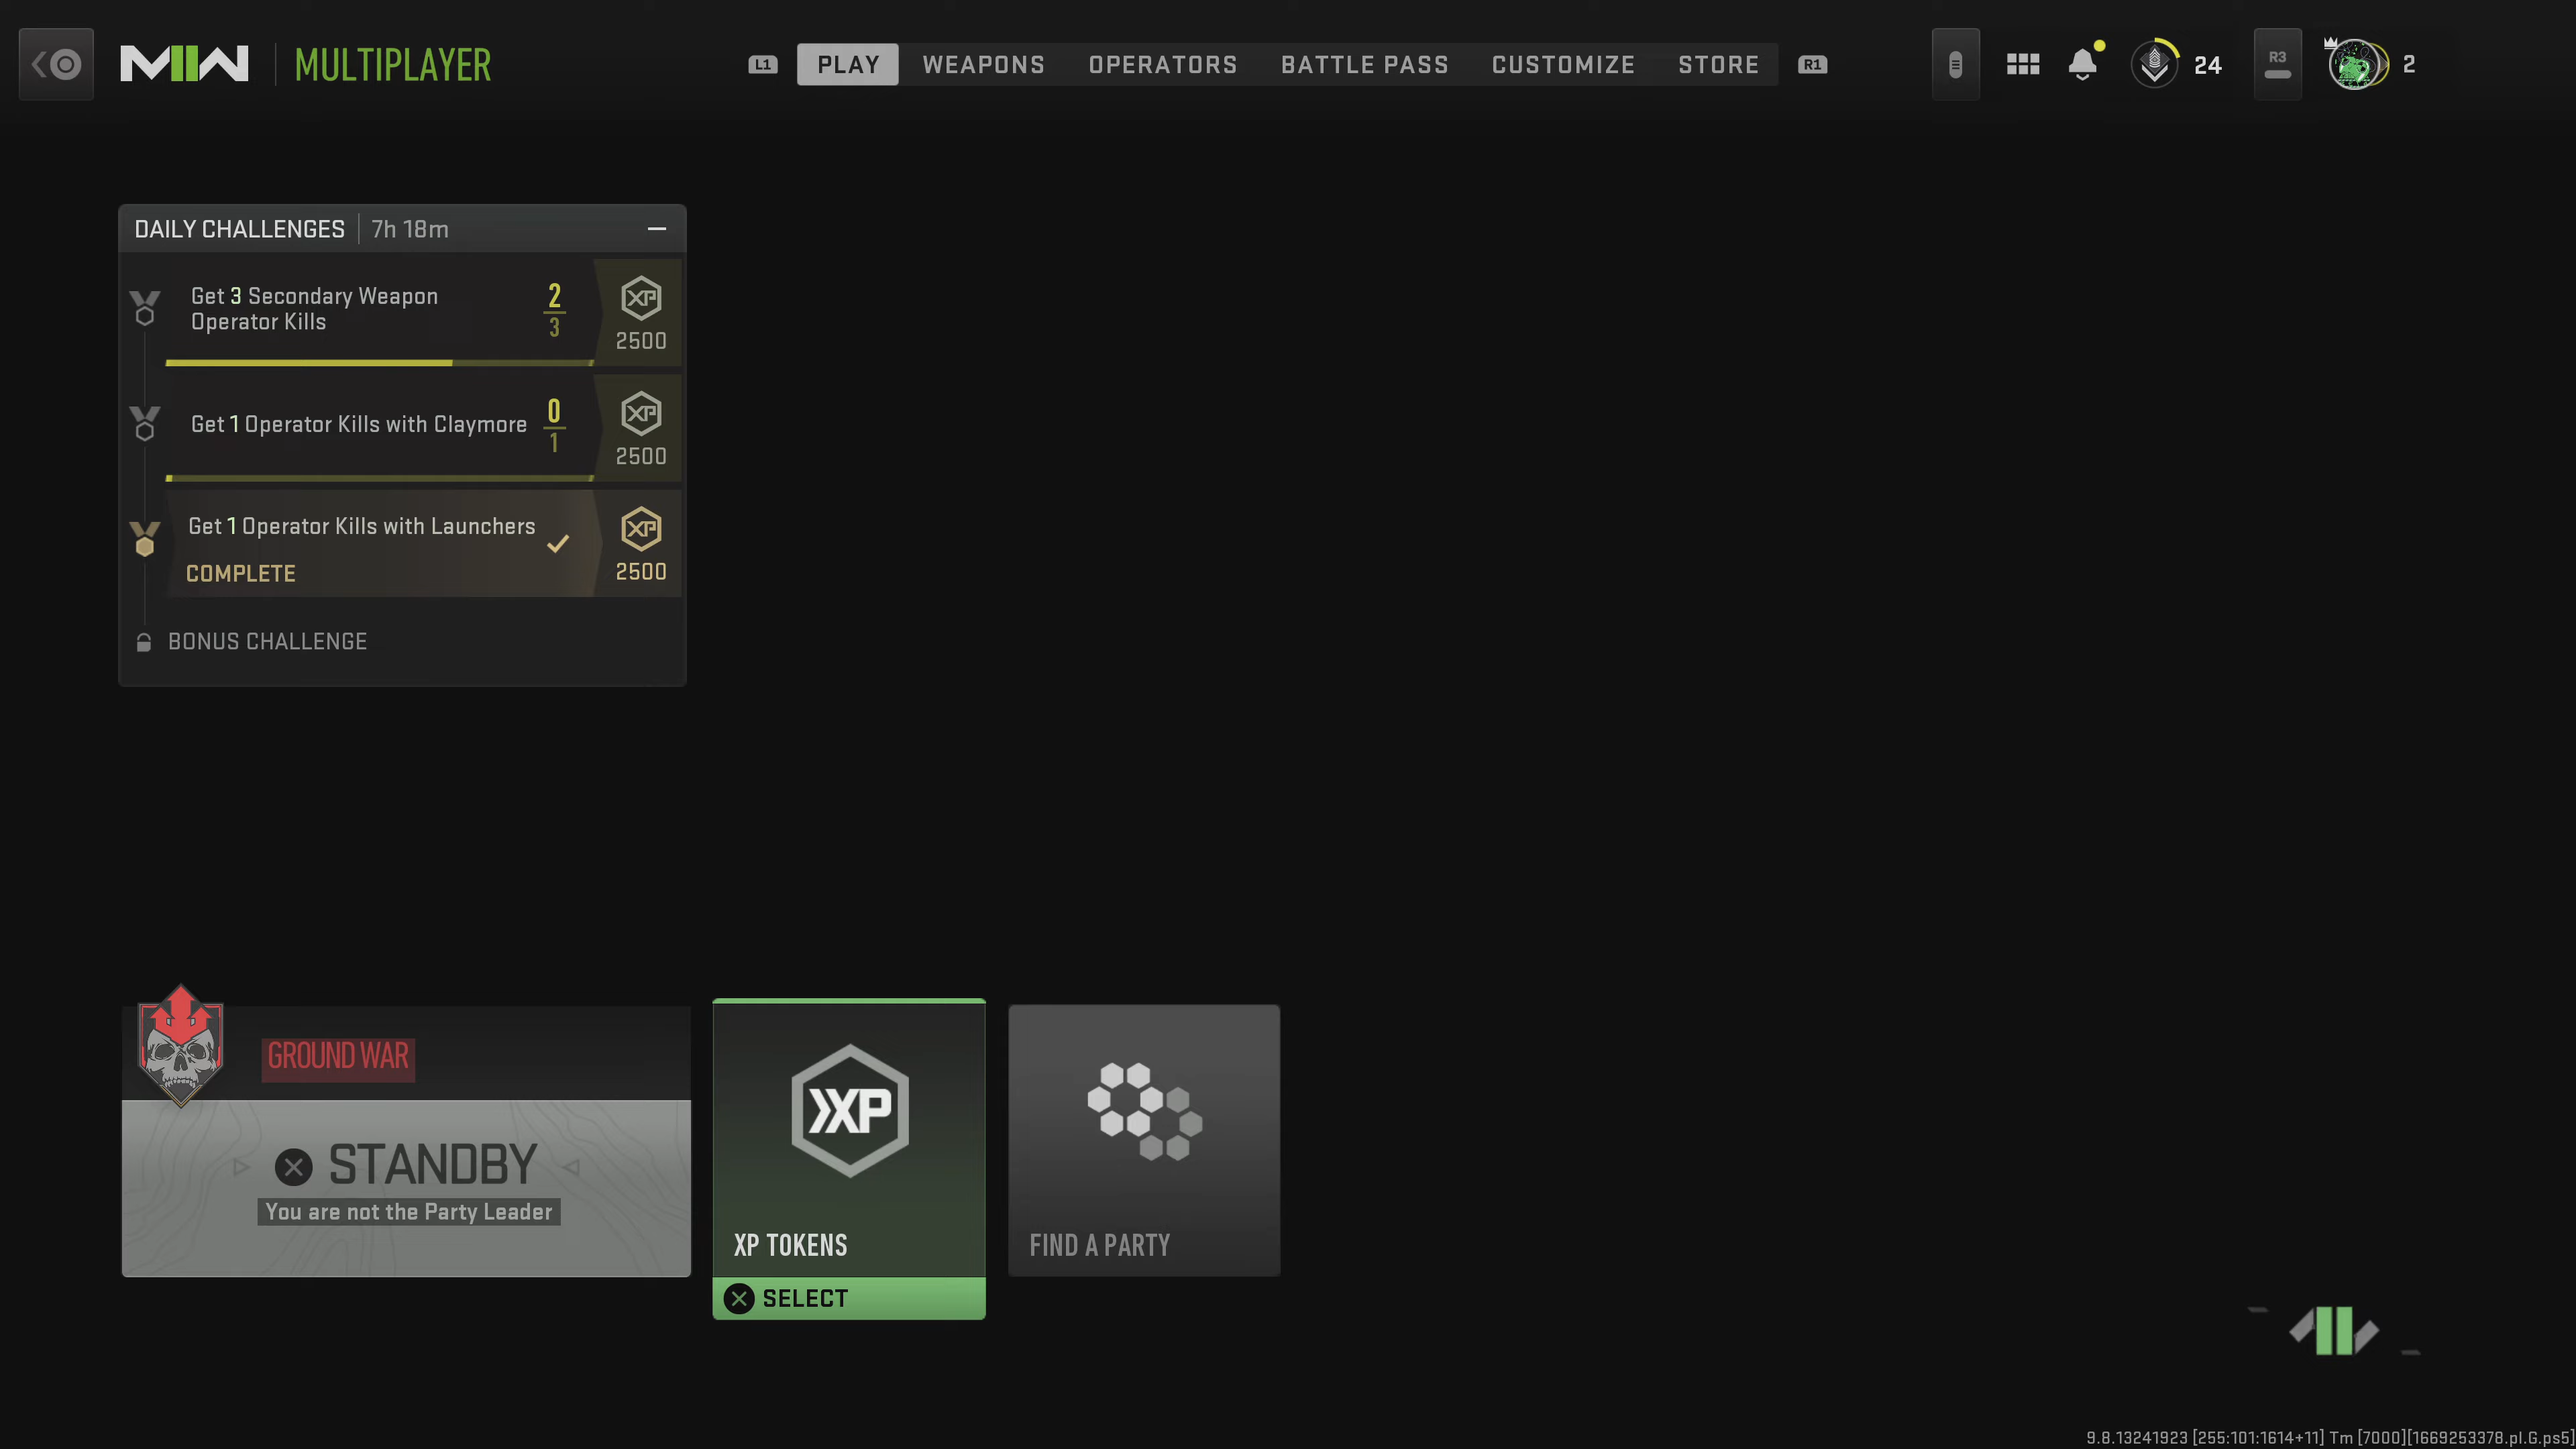 MW
MULTIPLAYER
L1
PLAY
WEAPONS
OPERATORS
BATTLE PASS
CUSTOMIZE
STORE
R1
24
R3
2
DAILY CHALLENGES
7h 18m
Get 3 Secondary Weapon
Operator Kills
2
3
XP
2500
Get 1 Operator Kills with Claymore
0
1
XP
2500
Get 1 Operator Kills with Launchers
COMPLETE
XP
2500
BONUS CHALLENGE
GROUND WAR
STANDBY
You are not the Party Leader
XP
XP TOKENS
SELECT
FIND A PARTY
9.8.13241923 [255:101:1614+11] Tm [7000][1669253378.pl.G.ps5]